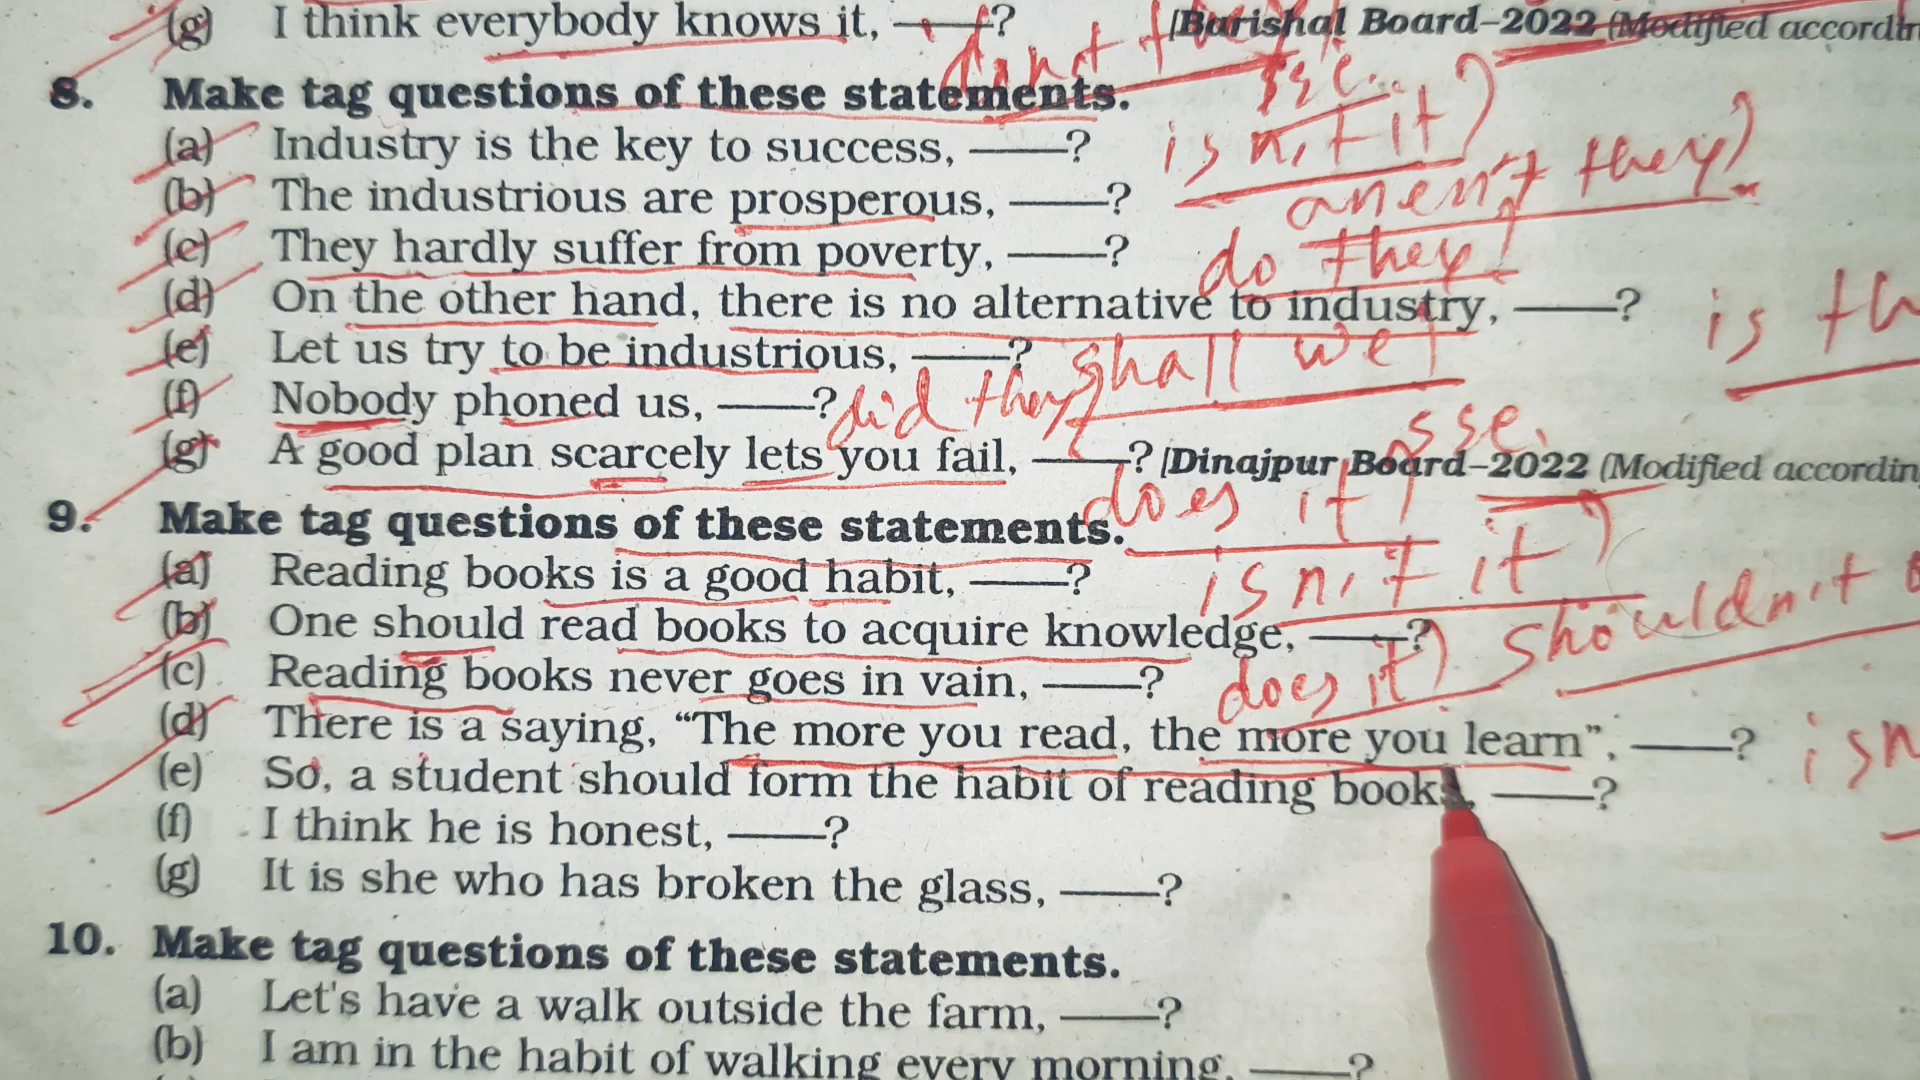 (g) I think everybody knows it, ——? [Barishal Board–2022 (Modified accordin
8. Make tag questions of these statements.
(a) Industry is the key to success, ——? isn't it?
(b) The industrious are prosperous, ——? aren't they?
(c) They hardly suffer from poverty, ——? do they?
(d) On the other hand, there is no alternative to industry, ——? is th
(e) Let us try to be industrious, ——? shall we?
(f) Nobody phoned us, ——? did they?
(g) A good plan scarcely lets you fail, ——? [Dinajpur Board–2022 (Modified accordin
does it?
9. Make tag questions of these statements.
(a) Reading books is a good habit, ——? isn't it?
(b) One should read books to acquire knowledge, ——? shouldn't
(c) Reading books never goes in vain, ——? does it?
(d) There is a saying, “The more you read, the more you learn”, ——? isn
(e) So, a student should form the habit of reading books, ——?
(f) I think he is honest, ——?
(g) It is she who has broken the glass, ——?
10. Make tag questions of these statements.
(a) Let's have a walk outside the farm, ——?
(b) I am in the habit of walking every morning, ——?